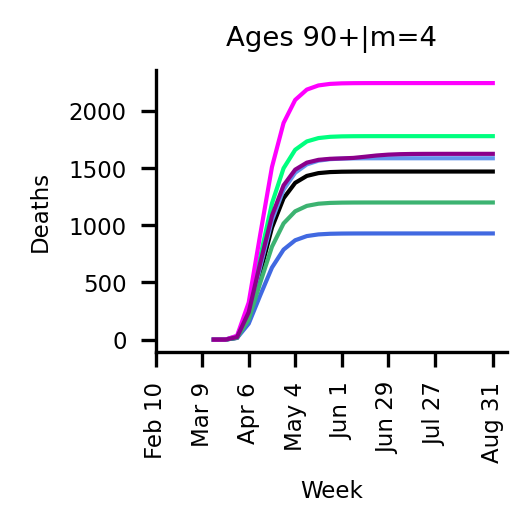 Ages 90+|m=4
Deaths
2000
1500
1000
500
0
Feb 10
Mar 9
Apr 6
May 4
Jun 1
Jun 29
Jul 27
Aug 31
Week